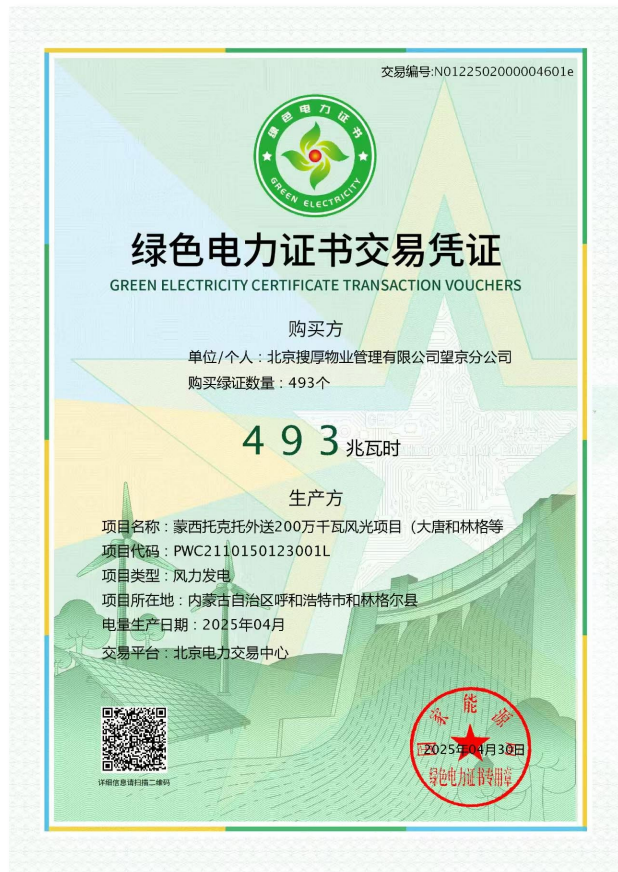 交易编号:N0122502000004601e
绿色电力证书
GREEN ELECTRICITY
绿色电力证书交易凭证
GREEN ELECTRICITY CERTIFICATE TRANSACTION VOUCHERS
购买方
单位/个人：北京搜厚物业管理有限公司望京分公司
购买绿证数量：493个
493兆瓦时
生产方
项目名称：蒙西托克托外送200万千瓦风光项目（大唐和林格等
项目代码：PWC2110150123001L
项目类型：风力发电
项目所在地：内蒙古自治区呼和浩特市和林格尔县
电量生产日期：2025年04月
交易平台：北京电力交易中心
详细信息请扫描二维码
国家能源局
2025年04月30日
绿色电力证书专用章